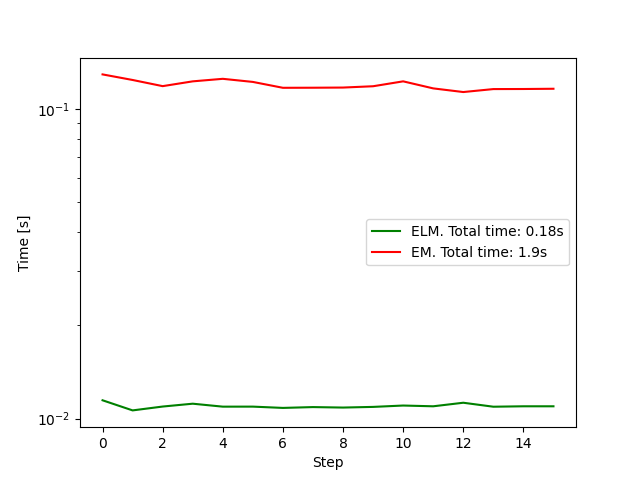 10⁻¹
10⁻²
Time [s]
ELM. Total time: 0.18s
EM. Total time: 1.9s
0 2 4 6 8 10 12 14
Step